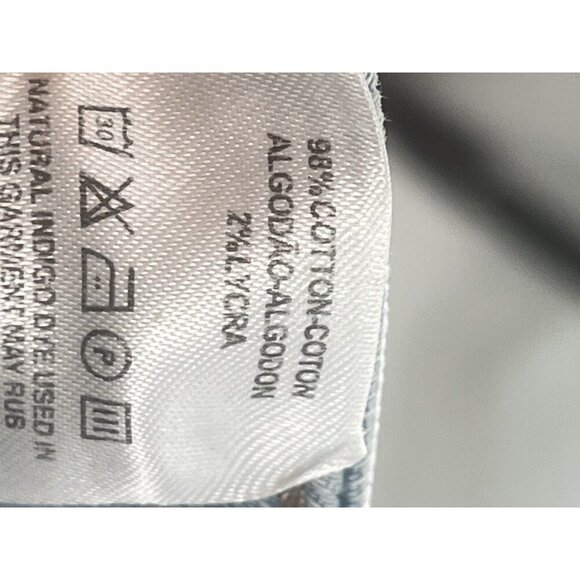 98% COTTON-COTON
ALGODÃO-ALGODON
2% LYCRA
30
P
NATURAL INDIGO DYE USED IN
THIS GARMENT MAY RUB